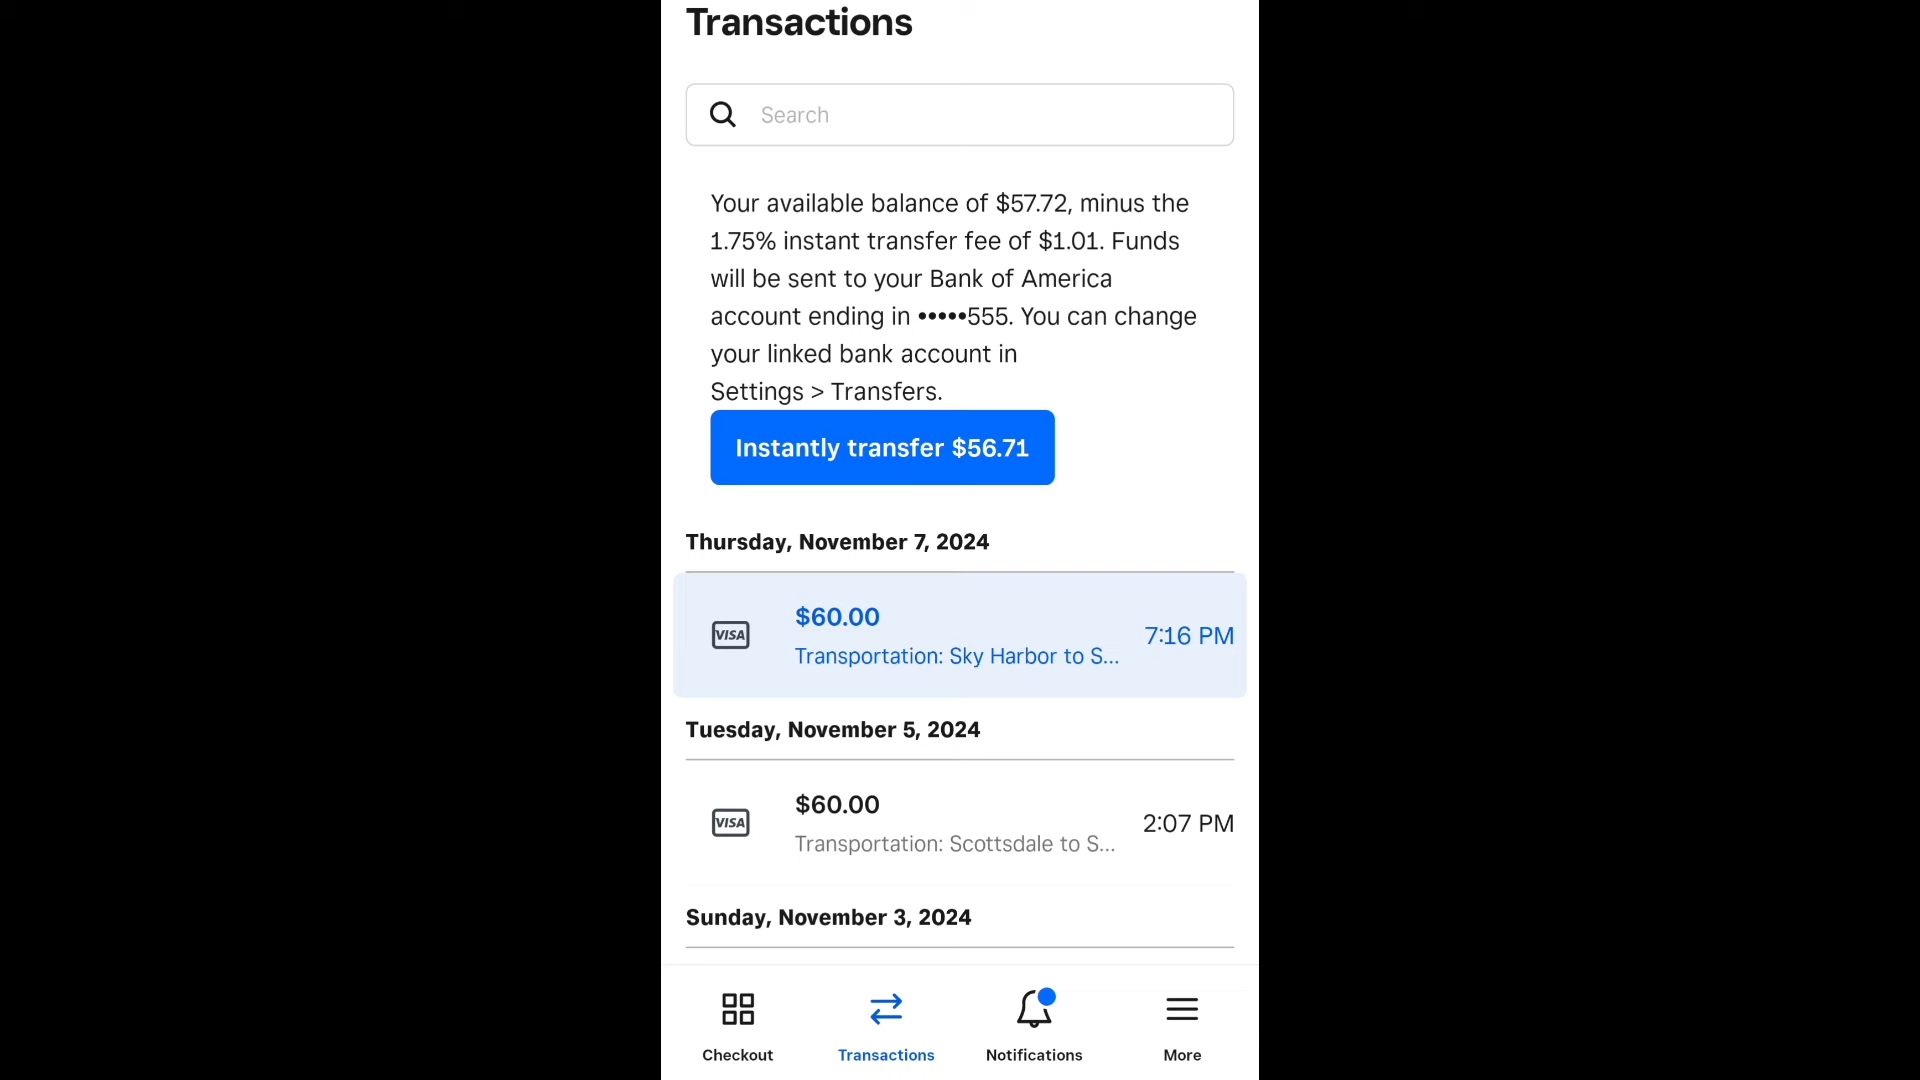 Transactions
Search
Your available balance of $57.72, minus the
1.75% instant transfer fee of $1.01. Funds
will be sent to your Bank of America
account ending in •••••555. You can change
your linked bank account in
Settings > Transfers.
Instantly transfer $56.71
Thursday, November 7, 2024
VISA
$60.00
Transportation: Sky Harbor to S...
7:16 PM
Tuesday, November 5, 2024
VISA
$60.00
Transportation: Scottsdale to S...
2:07 PM
Sunday, November 3, 2024
Checkout
Transactions
Notifications
More